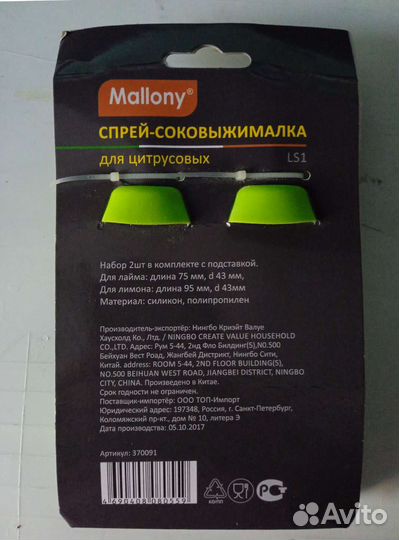 Mallony®
СПРЕЙ-СОКОВЫЖИМАЛКА
для цитрусовых LS1
Набор 2шт в комплекте с подставкой.
Для лайма: длина 75 мм, d 43 мм,
Для лимона: длина 95 мм, d 43мм
Материал: силикон, полипропилен
Производитель-экспортёр: Нингбо Криэйт Валуе
Хаусхолд Ко., Лтд. / NINGBO CREATE VALUE HOUSEHOLD
CO.,LTD. Адрес: Рум 5-44, 2нд Фло Билдинг(5),NO.500
Бейхуан Вест Роад, Жангбей Дистрикт, Нингбо Сити,
Китай. address: ROOM 5-44, 2ND FLOOR BUILDING(5),
NO.500 BEIHUAN WEST ROAD, JIANGBEI DISTRICT, NINGBO
CITY, CHINA. Произведено в Китае.
Срок годности не ограничен.
Поставщик-импортер: ООО ТОП-Импорт
Юридический адрес: 197348, Россия, г. Санкт-Петербург,
Коломяжский пр-кт., дом № 10, литера Э
Дата производства: 05.10.2017
Артикул: 370091
4690408080559
Avito